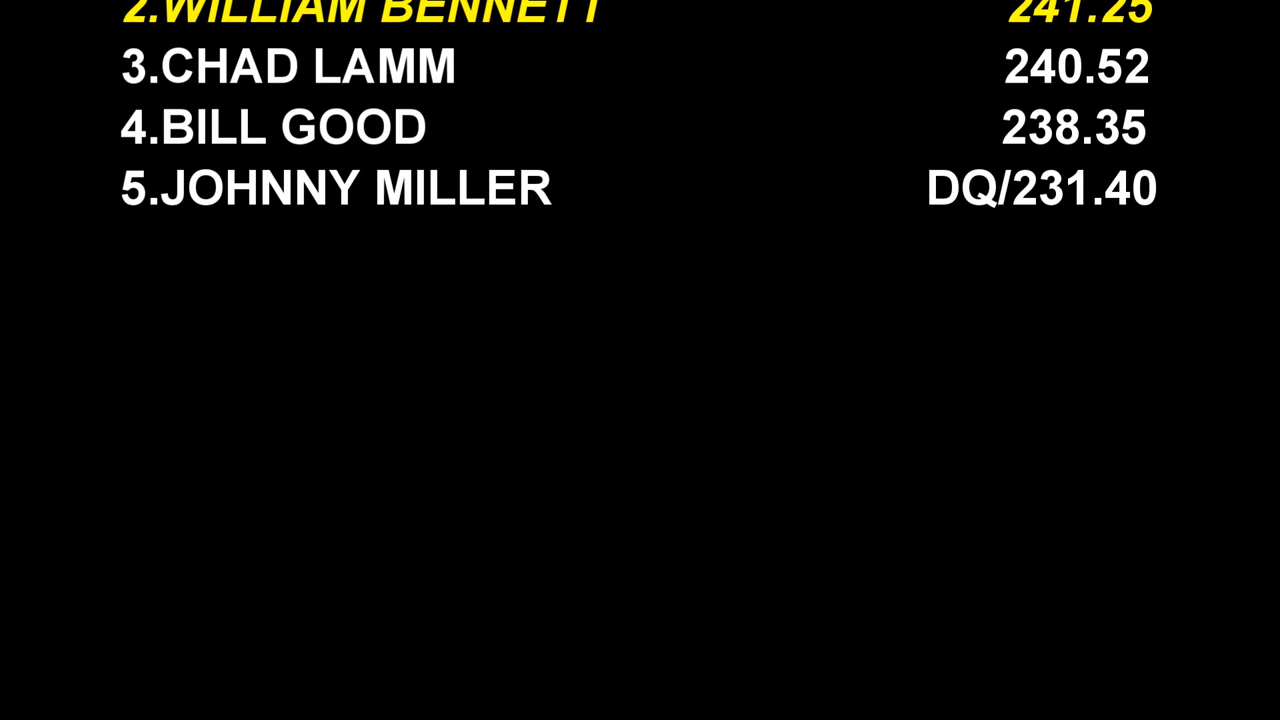 2.WILLIAM BENNETT 241.25
3.CHAD LAMM 240.52
4.BILL GOOD 238.35
5.JOHNNY MILLER DQ/231.40